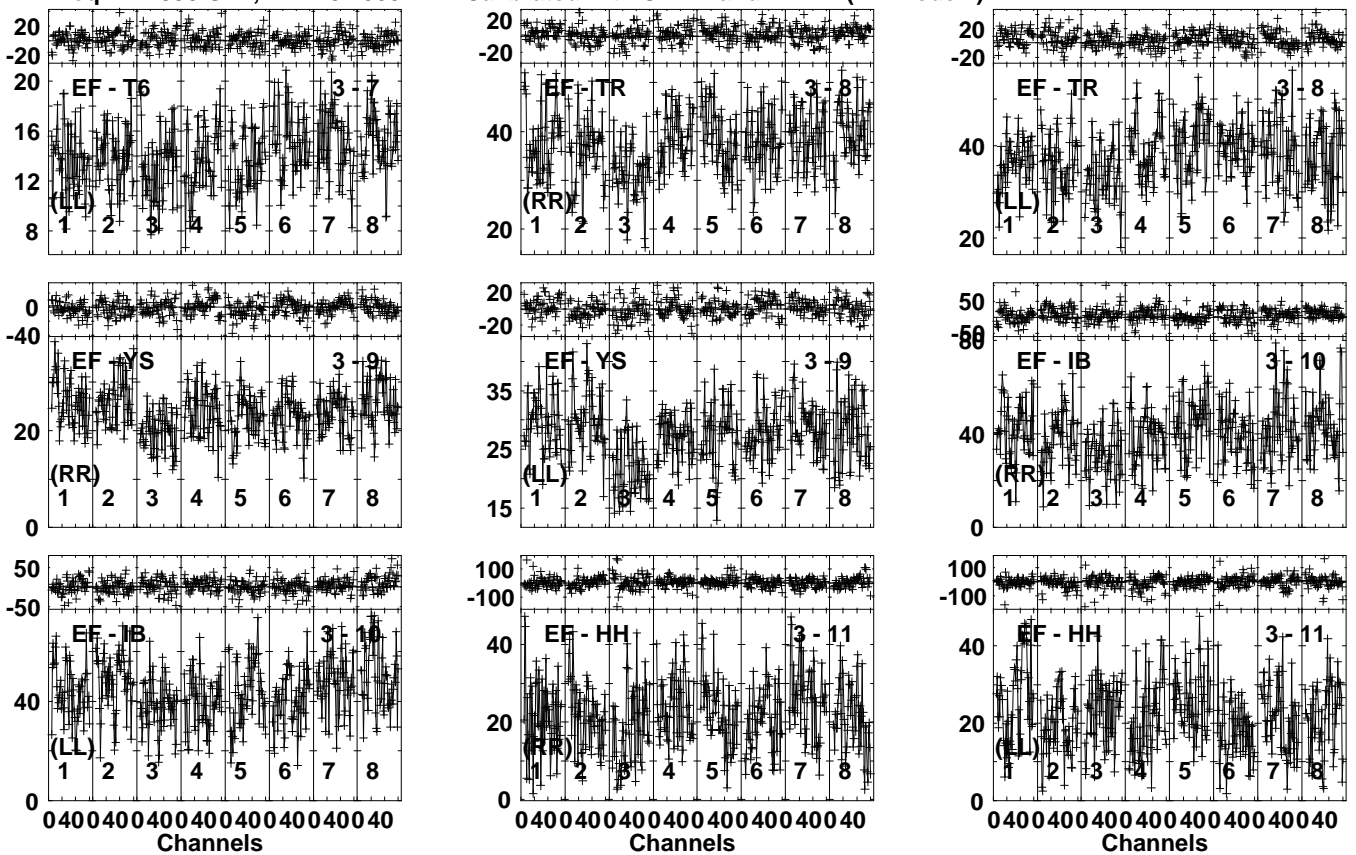 20 20 20
-20 -20 -20
20 EF - T6 3 - 7 EF - TR 3 - 8 EF - TR 3 - 8
16 40 40
12
(LL) (RR) (LL)
1 2 3 4 5 6 7 8 1 2 3 4 5 6 7 8 1 2 3 4 5 6 7 8
8 20 20
0 20 50
-40 -20 -50
80
EF - YS 3 - 9 EF - YS 3 - 9 EF - IB 3 - 10
35
20 25 40
(RR) (LL) (RR)
1 2 3 4 5 6 7 8 1 2 3 4 5 6 7 8 1 2 3 4 5 6 7 8
15
0 0
50 100 100
-50 -100 -100
EF - IB 3 - 10 EF - HH 3 - 11 EF - HH 3 - 11
40 40
40 20 20
(LL) (RR) (LL)
1 2 3 4 5 6 7 8 1 2 3 4 5 6 7 8 1 2 3 4 5 6 7 8
0 0 0
0 40 0 40 0 40 0 40 0 40 0 40 0 40 0 40 0 40 0 40 0 40 0 40 0 40 0 40 0 40 0 40 0 40 0 40 0 40 0 40 0 40 0 40 0 40 0 40
Channels Channels Channels